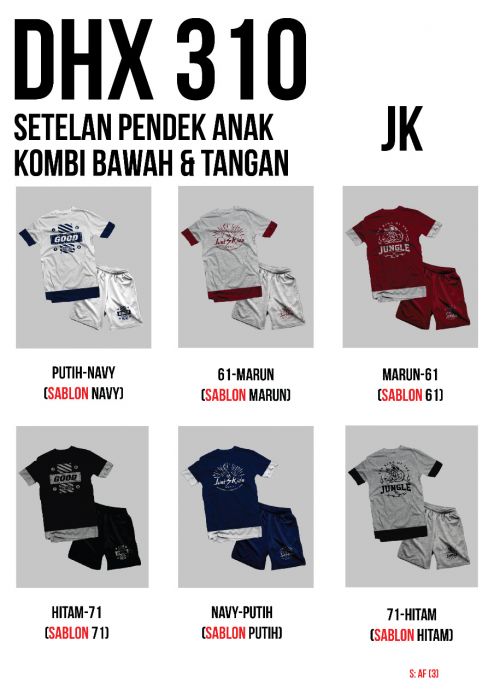 DHX 310
SETELAN PENDEK ANAK
KOMBI BAWAH & TANGAN
JK
GOOD
Just Ride
JUNGLE
PUTIH-NAVY
(SABLON NAVY)
61-MARUN
(SABLON MARUN)
MARUN-61
(SABLON 61)
GOOD
Just Ride
JUNGLE
HITAM-71
(SABLON 71)
NAVY-PUTIH
(SABLON PUTIH)
71-HITAM
(SABLON HITAM)
S: AF (3)